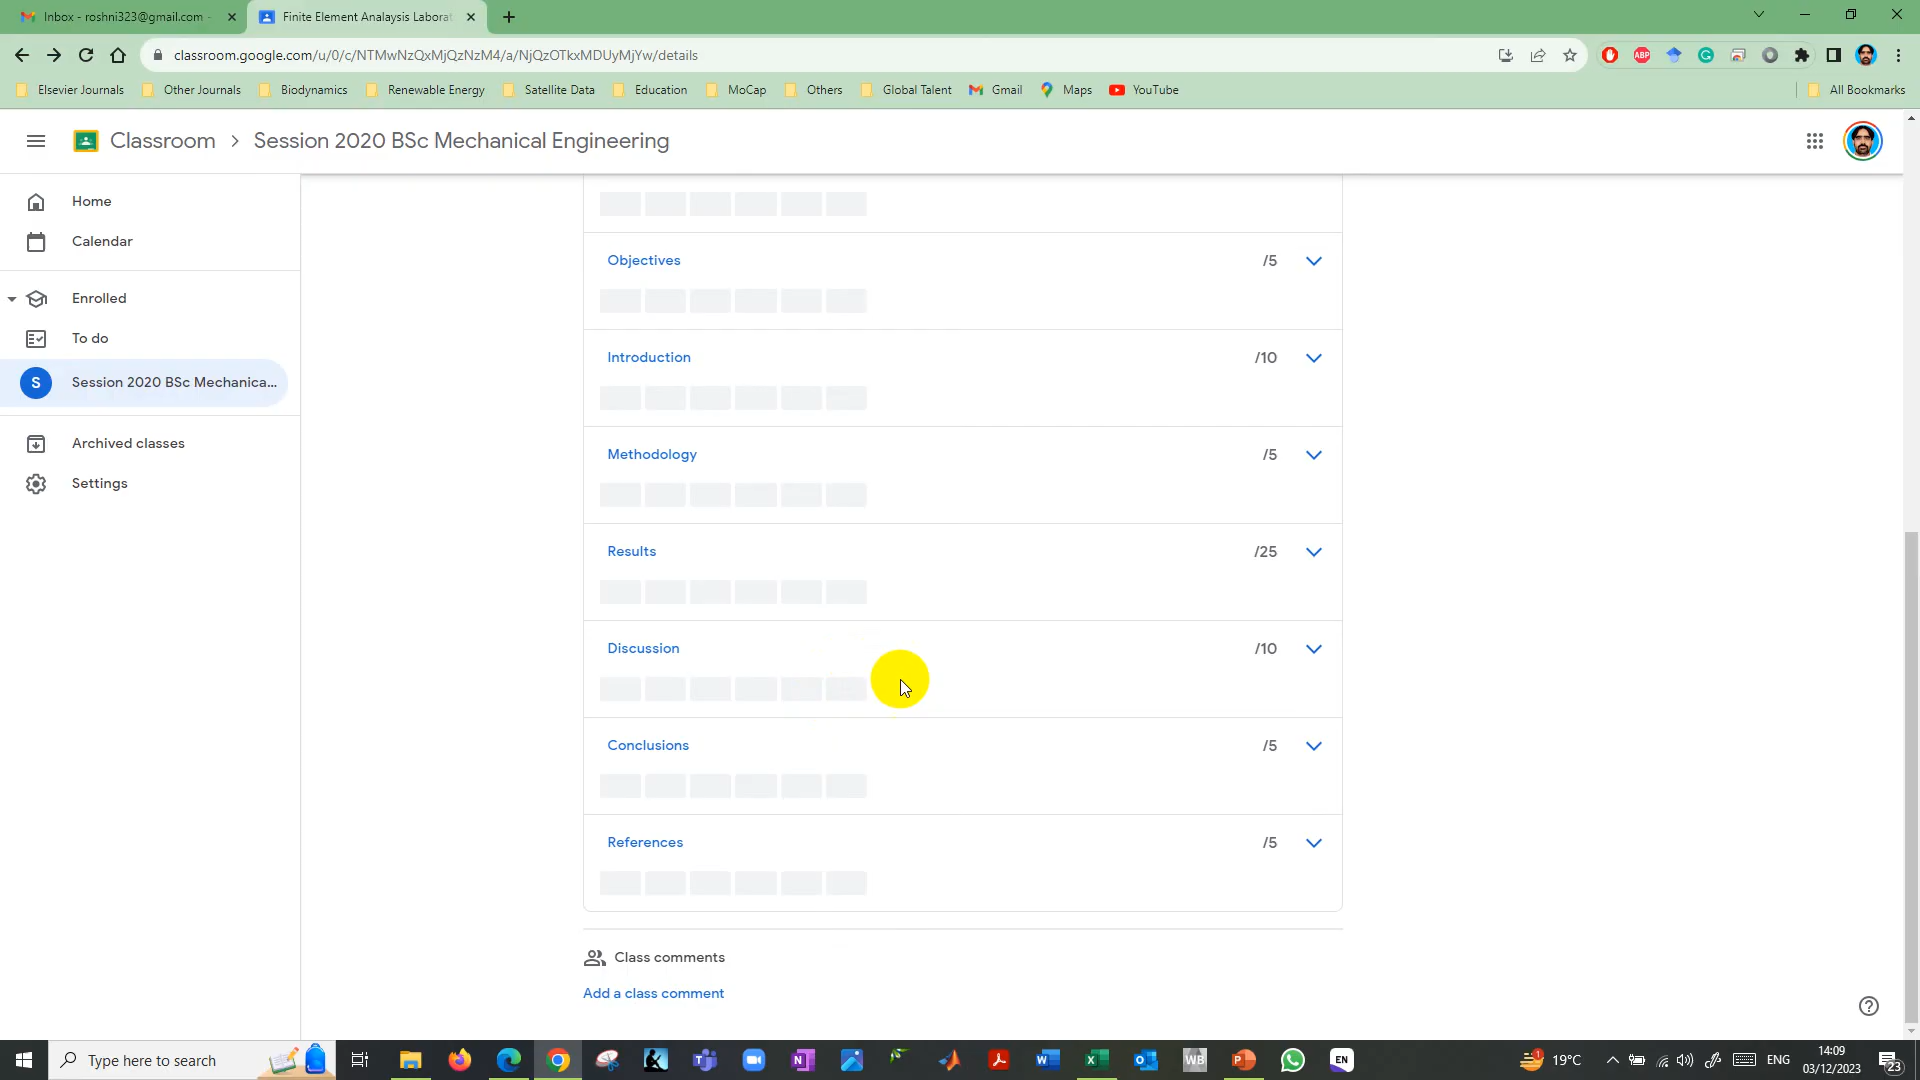 Inbox - roshni323@gmail.com -
Finite Element Analaysis Laborat
classroom.google.com/u/0/c/NTMwNzQxMjQzNzM4/a/NjQzOTkxMDUyMjYw/details
Elsevier Journals
Other Journals
Biodynamics
Renewable Energy
Satellite Data
Education
MoCap
Others
Global Talent
Gmail
Maps
YouTube
All Bookmarks
Classroom > Session 2020 BSc Mechanical Engineering
Home
Calendar
Enrolled
To do
S Session 2020 BSc Mechanica...
Archived classes
Settings
Objectives /5
Introduction /10
Methodology /5
Results /25
Discussion /10
Conclusions /5
References /5
Class comments
Add a class comment
Type here to search
WB
EN
1
19°C
ENG
14:09
03/12/2023
23